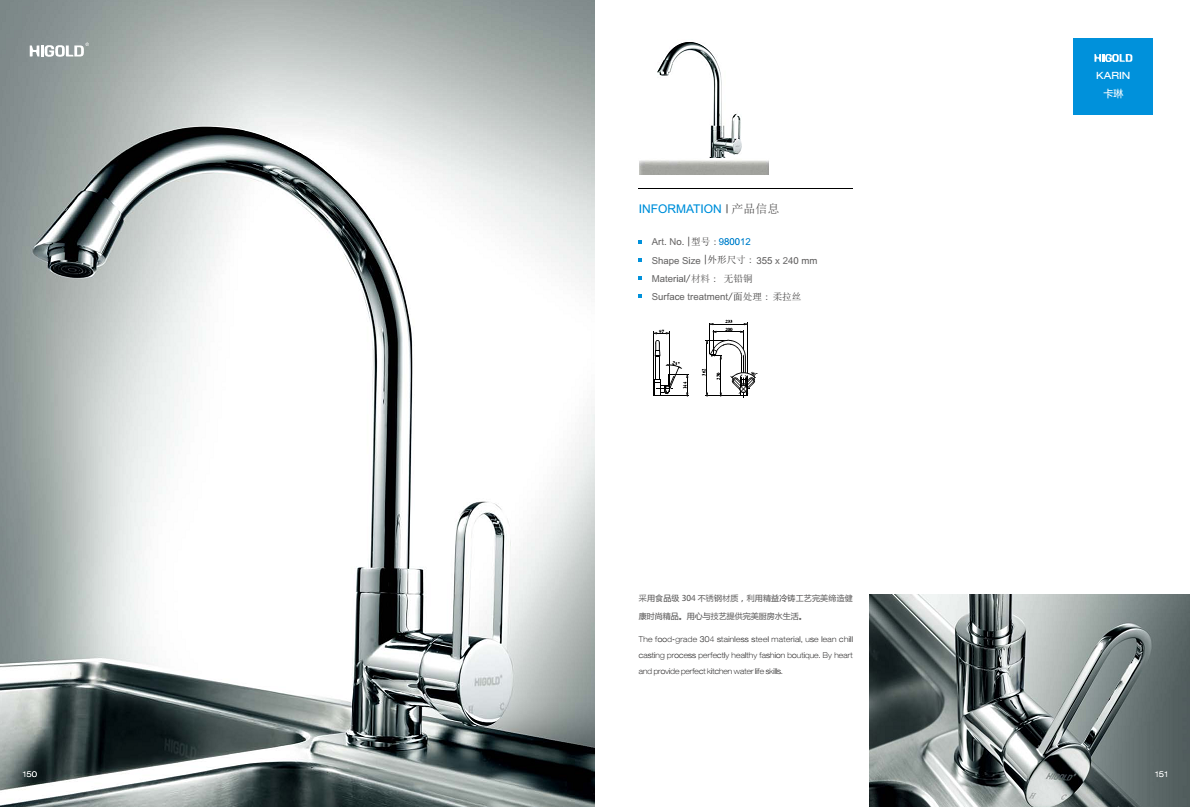 HIGOLD®
HIGOLD
KARIN
卡琳
INFORMATION | 产品信息
Art. No. |型号 : 980012
Shape Size |外形尺寸 : 355 x 240 mm
Material/材料 : 无铅铜
Surface treatment/面处理 : 柔拉丝
200
采用食品级 304 不锈钢材质，利用精益冷铸工艺完美缔造健
康时尚精品。用心与技艺提供完美厨房水生活。
The food-grade 304 stainless steel material, use lean chill
casting process perfectly healthy fashion boutique. By heart
and provide perfect kitchen water life skills.
HIGOLD®
H C
HIGOLD
HIGOLD®
H C
150
151